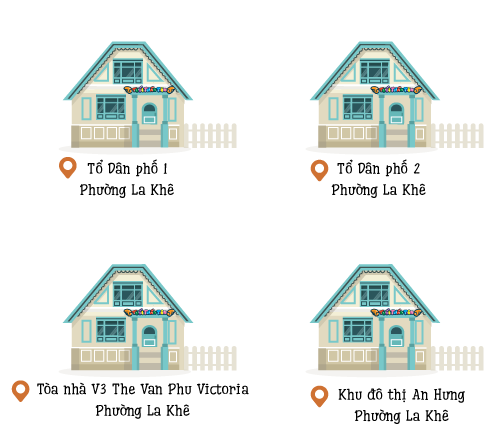 Tổ Dân phố 1
Phường La Khê
Tổ Dân phố 2
Phường La Khê
Tòa nhà V3 The Van Phu Victoria
Phường La Khê
Khu đô thị An Hưng
Phường La Khê